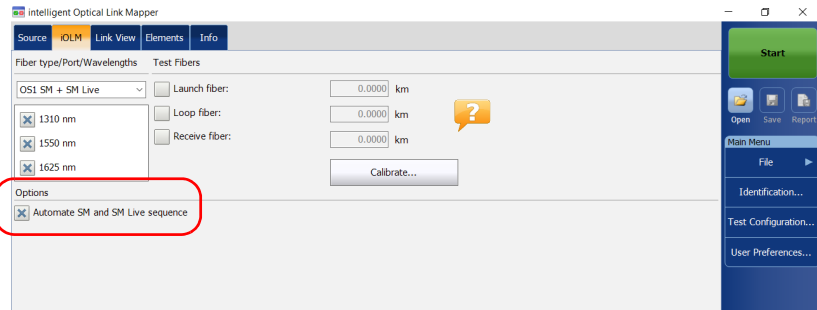 intelligent Optical Link Mapper
Source iOLM Link View Elements Info
Fiber type/Port/Wavelengths Test Fibers
OS1 SM + SM Live
1310 nm
1550 nm
1625 nm
Launch fiber: 0.0000 km
Loop fiber: 0.0000 km
Receive fiber: 0.0000 km
?
Calibrate...
Options
Automate SM and SM Live sequence
Start
Open Save Report
Main Menu
File
Identification...
Test Configuration...
User Preferences...